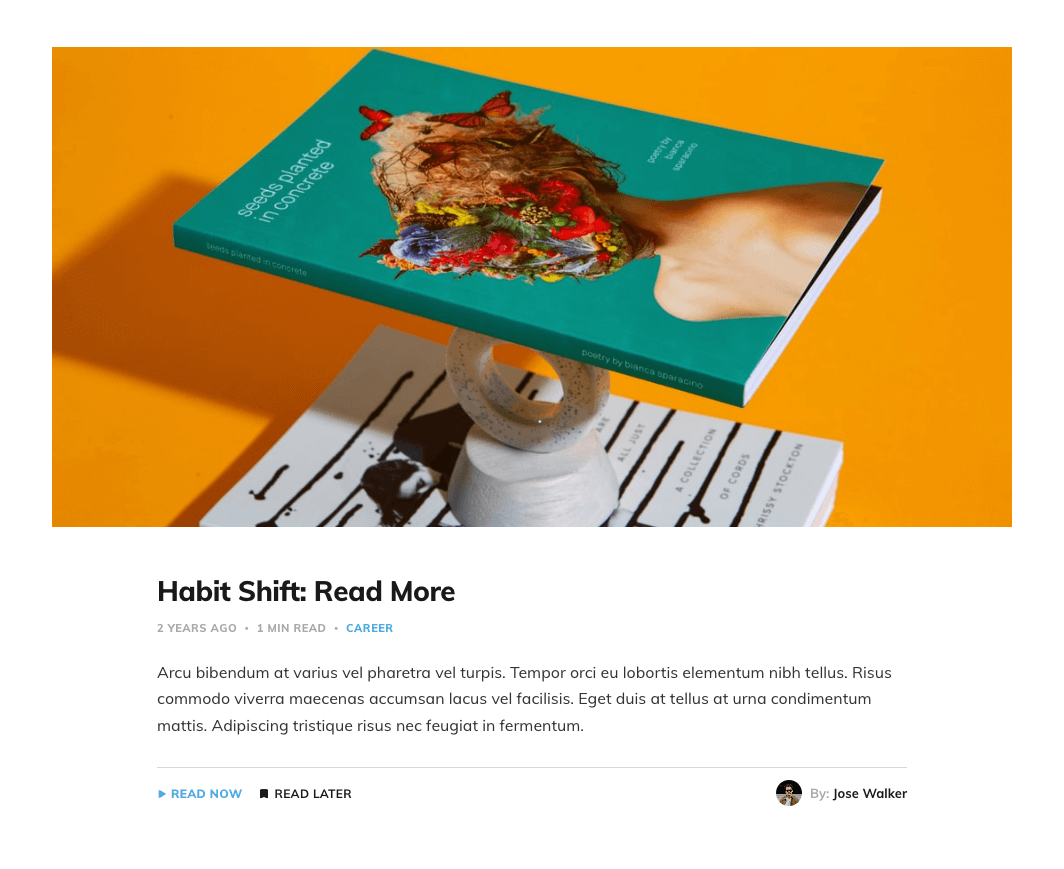 seeds planted
in concrete
poetry by
bianca
sparacino
seeds planted in concrete
poetry by bianca sparacino
ARE
ALL JUST
A COLLECTION
OF CORDS
STOCKTON
Habit Shift: Read More
2 YEARS AGO • 1 MIN READ • CAREER
Arcu bibendum at varius vel pharetra vel turpis. Tempor orci eu lobortis elementum nibh tellus. Risus
commodo viverra maecenas accumsan lacus vel facilisis. Eget duis at tellus at urna condimentum
mattis. Adipiscing tristique risus nec feugiat in fermentum.
READ NOW READ LATER By: Jose Walker